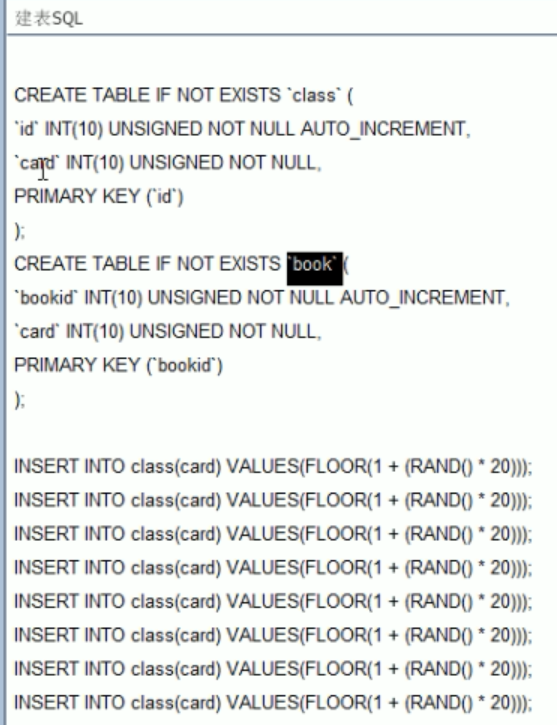 建表SQL
CREATE TABLE IF NOT EXISTS `class` (
`id` INT(10) UNSIGNED NOT NULL AUTO_INCREMENT,
`card` INT(10) UNSIGNED NOT NULL,
PRIMARY KEY (`id`)
);
CREATE TABLE IF NOT EXISTS `book` (
`bookid` INT(10) UNSIGNED NOT NULL AUTO_INCREMENT,
`card` INT(10) UNSIGNED NOT NULL,
PRIMARY KEY (`bookid`)
);
INSERT INTO class(card) VALUES(FLOOR(1 + (RAND() * 20)));
INSERT INTO class(card) VALUES(FLOOR(1 + (RAND() * 20)));
INSERT INTO class(card) VALUES(FLOOR(1 + (RAND() * 20)));
INSERT INTO class(card) VALUES(FLOOR(1 + (RAND() * 20)));
INSERT INTO class(card) VALUES(FLOOR(1 + (RAND() * 20)));
INSERT INTO class(card) VALUES(FLOOR(1 + (RAND() * 20)));
INSERT INTO class(card) VALUES(FLOOR(1 + (RAND() * 20)));
INSERT INTO class(card) VALUES(FLOOR(1 + (RAND() * 20)));